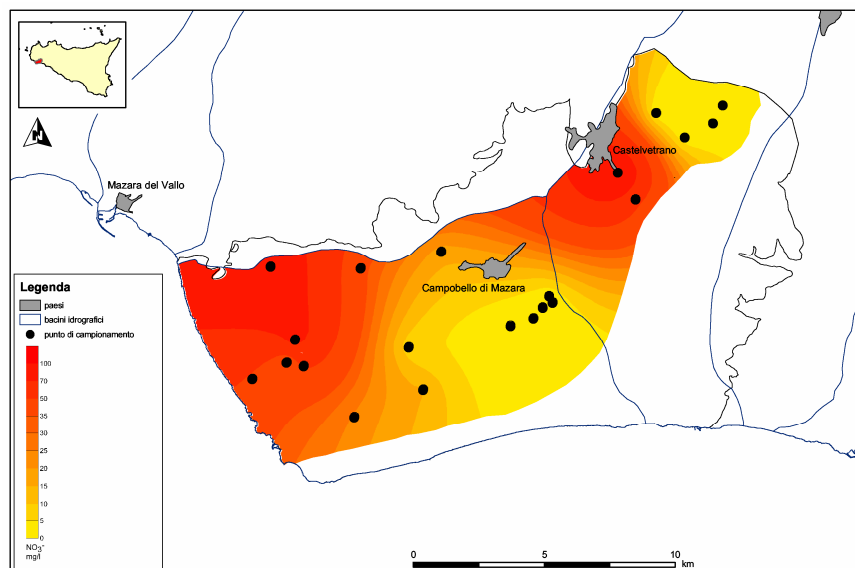 N
Castelvetrano
Mazara del Vallo
Campobello di Mazara
Legenda
paesi
bacini idrografici
punto di campionamento
100
70
50
35
30
25
20
15
10
5
0
NO3-
mg/l
0 5 10
km